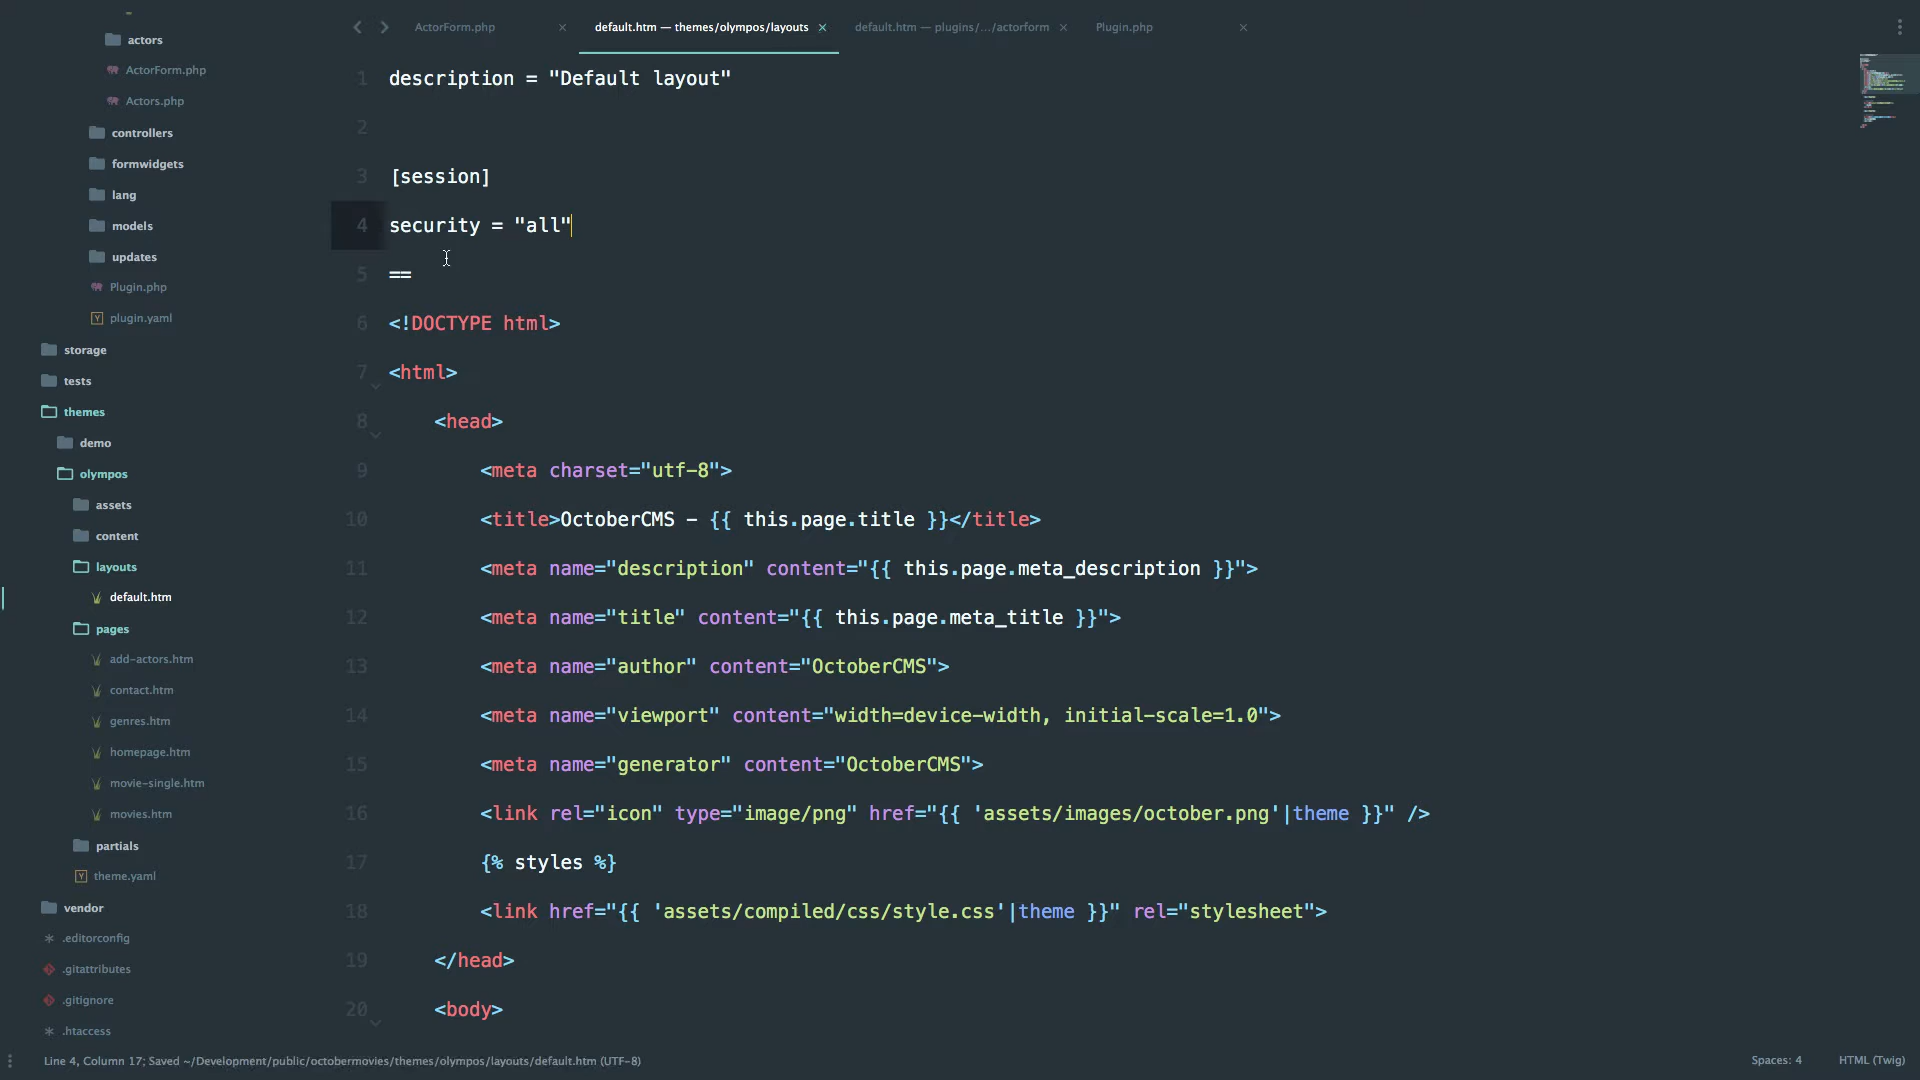 actors
ActorForm.php
Actors.php
controllers
formwidgets
lang
models
updates
Plugin.php
plugin.yaml
storage
tests
themes
demo
olympos
assets
content
layouts
default.htm
pages
add-actors.htm
contact.htm
genres.htm
homepage.htm
movie-single.htm
movies.htm
partials
theme.yaml
vendor
.editorconfig
.gitattributes
.gitignore
.htaccess
ActorForm.php
default.htm — themes/olympos/layouts
default.htm — plugins/.../actorform
Plugin.php
1 description = "Default layout"
2
3 [session]
4 security = "all"
5 ==
6 <!DOCTYPE html>
7 <html>
8 <head>
9 <meta charset="utf-8">
10 <title>OctoberCMS - {{ this.page.title }}</title>
11 <meta name="description" content="{{ this.page.meta_description }}">
12 <meta name="title" content="{{ this.page.meta_title }}">
13 <meta name="author" content="OctoberCMS">
14 <meta name="viewport" content="width=device-width, initial-scale=1.0">
15 <meta name="generator" content="OctoberCMS">
16 <link rel="icon" type="image/png" href="{{ 'assets/images/october.png'|theme }}" />
17 {% styles %}
18 <link href="{{ 'assets/compiled/css/style.css'|theme }}" rel="stylesheet">
19 </head>
20 <body>
Line 4, Column 17; Saved ~/Development/public/octobermovies/themes/olympos/layouts/default.htm (UTF-8)
Spaces: 4
HTML (Twig)